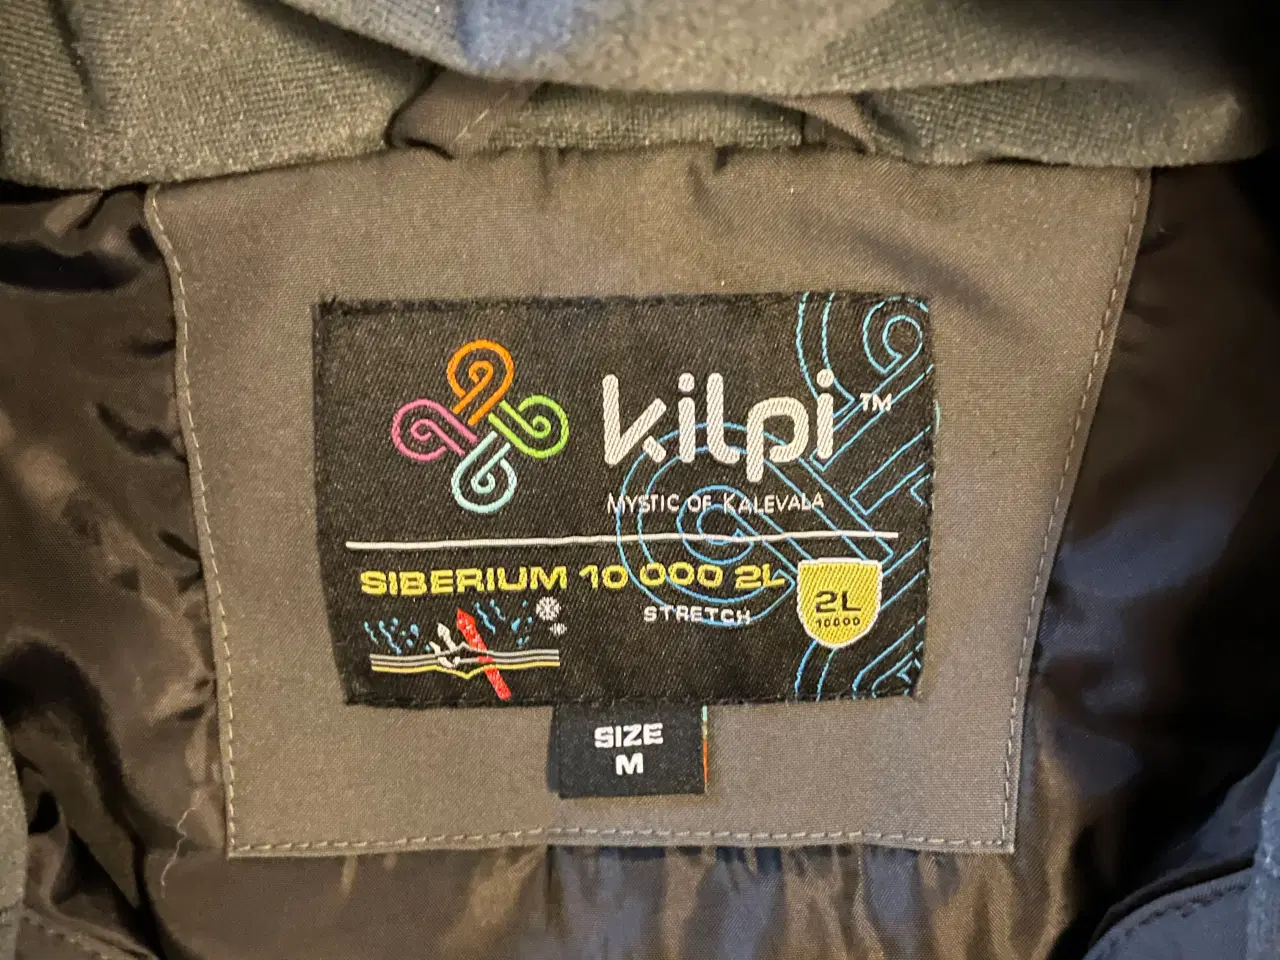 kilpi™
MYSTIC OF KALEVALA
SIBERIUM 10 000 2L
STRETCH
2L
10000
SIZE
M